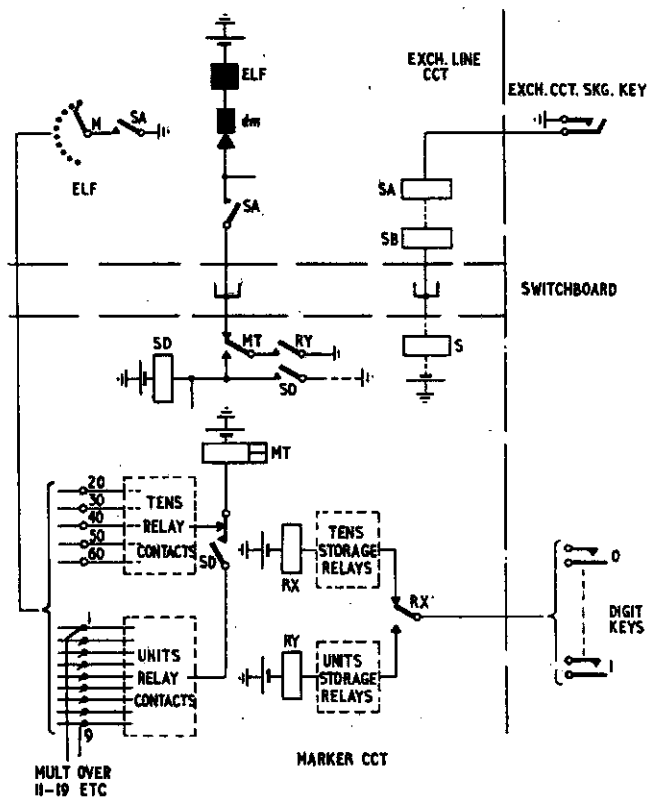 ELF
dm
EXCH. LINE
CCT
EXCH. CCT. SKG. KEY
M
SA
ELF
SA
SA
SB
SWITCHBOARD
MT
RY
SD
SD
S
MT
20
30
40
50
60
TENS
RELAY
CONTACTS
SD
RX
TENS
STORAGE
RELAYS
RX
O
DIGIT
KEYS
I
1
UNITS
RELAY
CONTACTS
RY
UNITS
STORAGE
RELAYS
9
MULT OVER
11-19 ETC
MARKER CCT